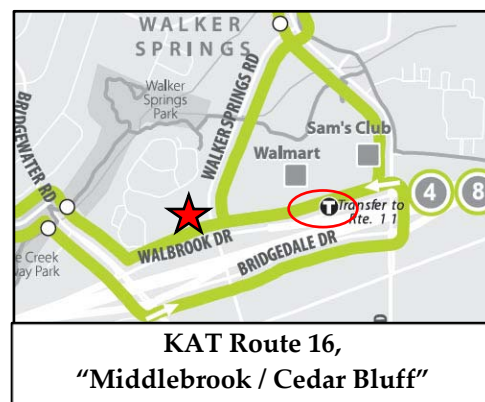 WALKER
SPRINGS
Walker
Springs
Park
BRIDGEWATER RD
WALKER SPRINGS RD
Sam's Club
Walmart
4
8
T
Transfer to
Rte. 11
WALBROOK DR
BRIDGEDALE DR
e Creek
way Park
KAT Route 16,
"Middlebrook / Cedar Bluff"